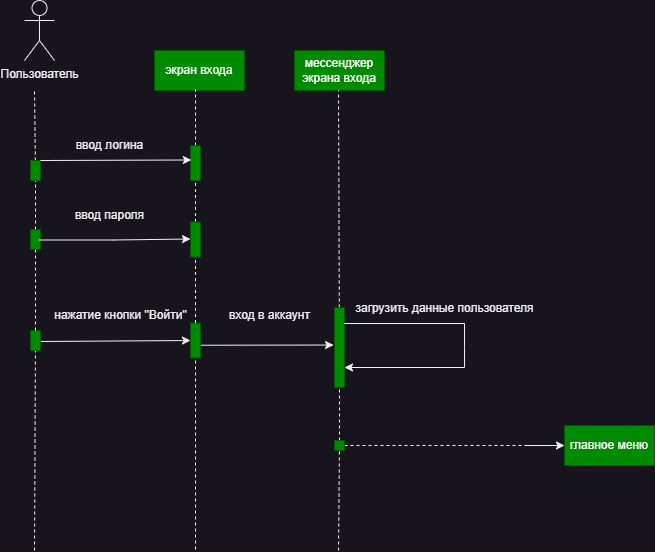 Пользователь
экран входа
мессенджер
экрана входа
ввод логина
ввод пароля
нажатие кнопки "Войти"
вход в аккаунт
загрузить данные пользователя
главное меню